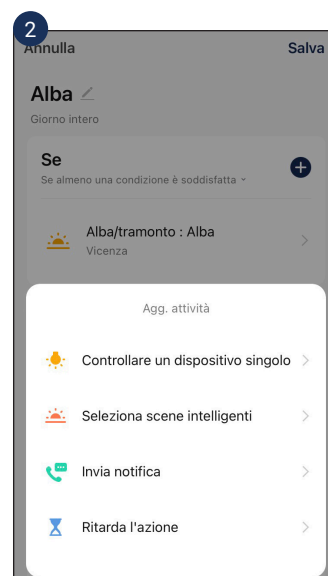 2
Annulla
Salva
Alba
Giorno intero
Se
Se almeno una condizione è soddisfatta
Alba/tramonto : Alba
Vicenza
Agg. attività
Controllare un dispositivo singolo
Seleziona scene intelligenti
Invia notifica
Ritarda l'azione